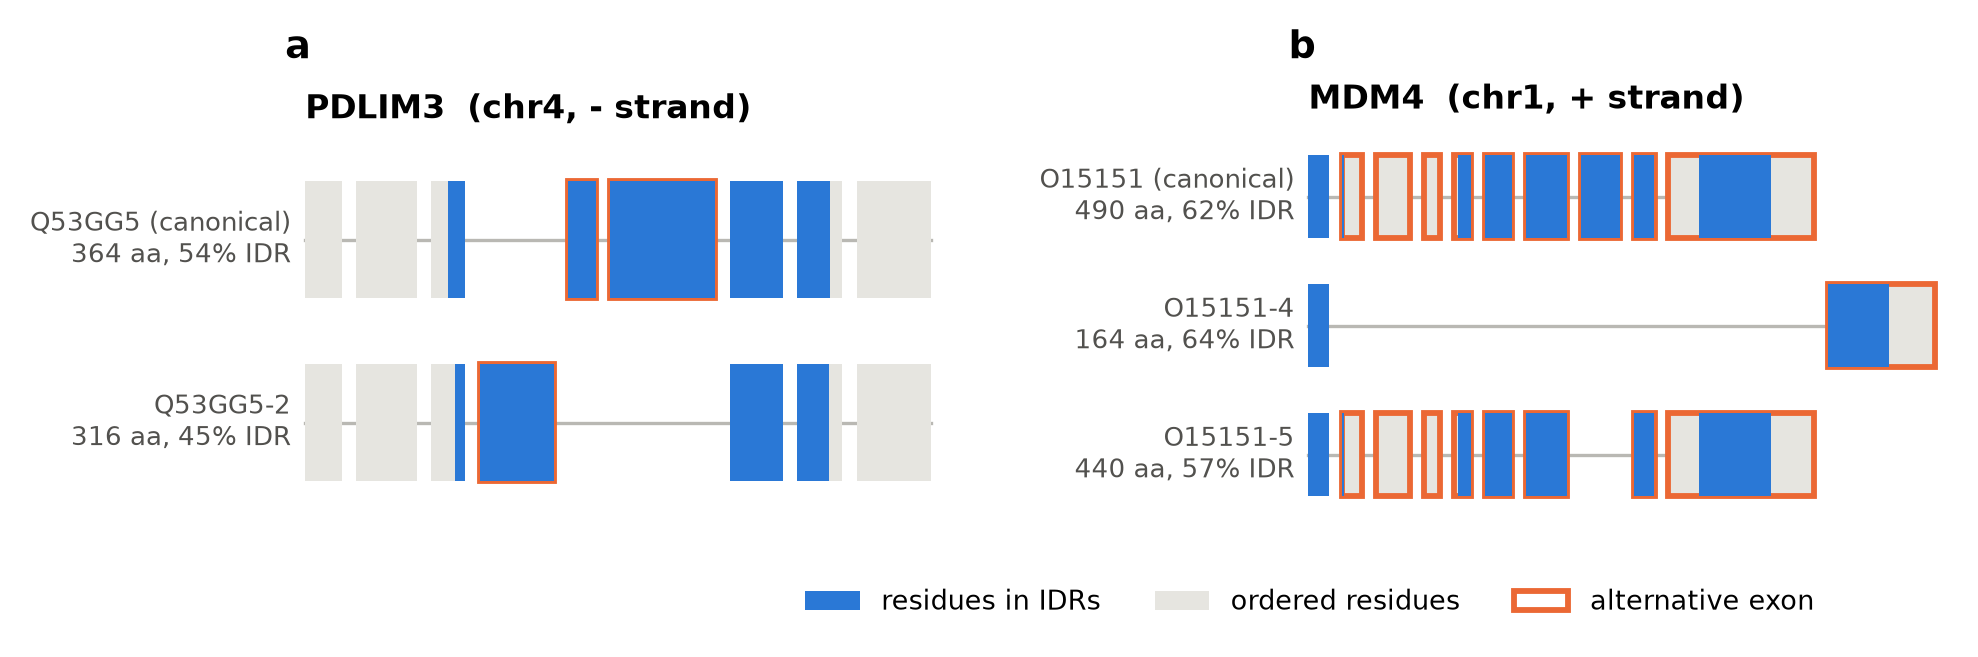 a
PDLIM3 (chr4, - strand)
Q53GG5 (canonical)
364 aa, 54% IDR
Q53GG5-2
316 aa, 45% IDR
b
MDM4 (chr1, + strand)
O15151 (canonical)
490 aa, 62% IDR
O15151-4
164 aa, 64% IDR
O15151-5
440 aa, 57% IDR
residues in IDRs
ordered residues
alternative exon